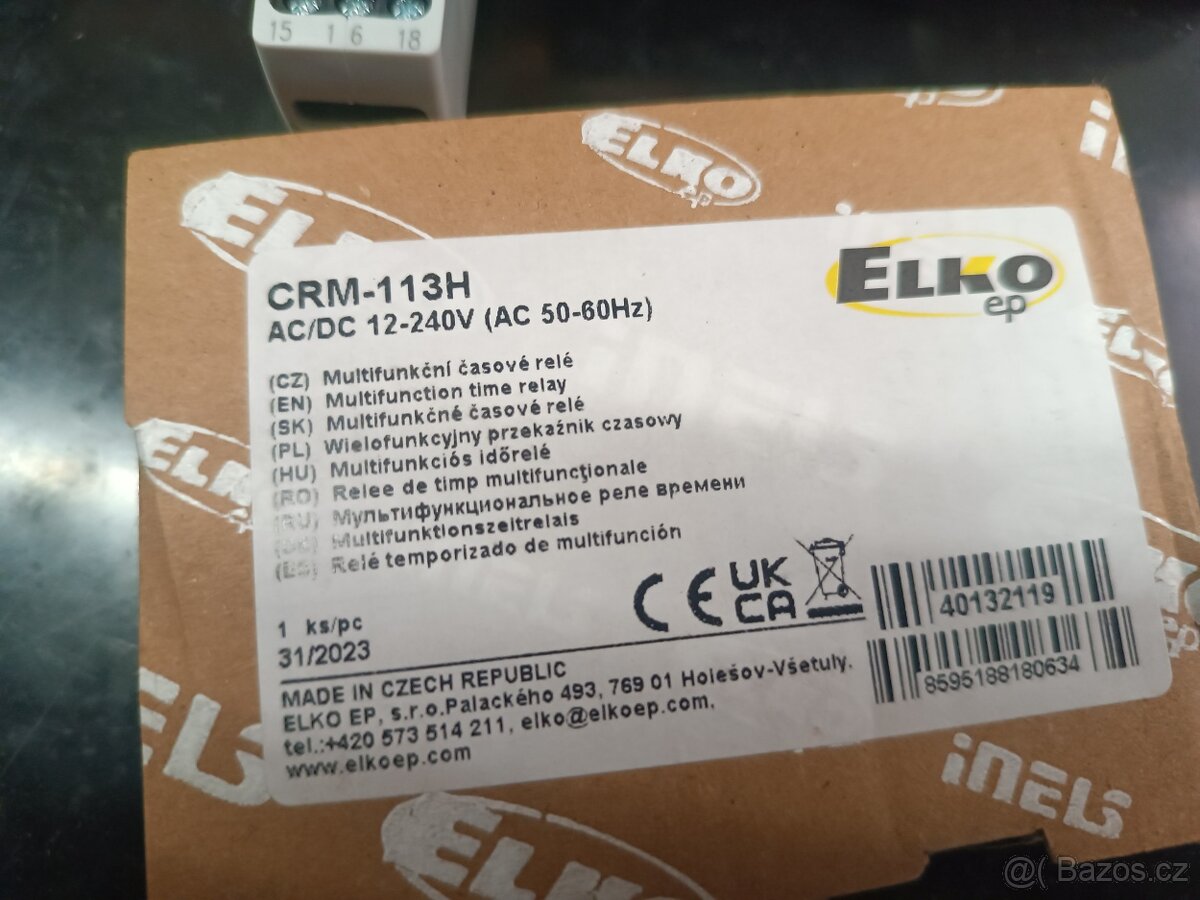 15 16 18
ELKO
ep
ELKO
ep
CRM-113H
AC/DC 12-240V (AC 50-60Hz)
(CZ) Multifunkční časové relé
(EN) Multifunction time relay
(SK) Multifunkčné časové relé
(PL) Wielofunkcyjny przekaźnik czasowy
(HU) Multifunkciós időrelé
(RO) Relee de timp multifuncţionale
(RU) Мультифункциональное реле времени
Multifunktionszeitrelais
(ES) Relé temporizado de multifunción
CE UK CA
1 ks/pc
31/2023
40132119
8595188180634
MADE IN CZECH REPUBLIC
ELKO EP, s.r.o.Palackého 493, 769 01 Holešov-Všetuly.
tel.:+420 573 514 211, elko@elkoep.com,
www.elkoep.com
iNELS
ELKO
@( Bazos.cz